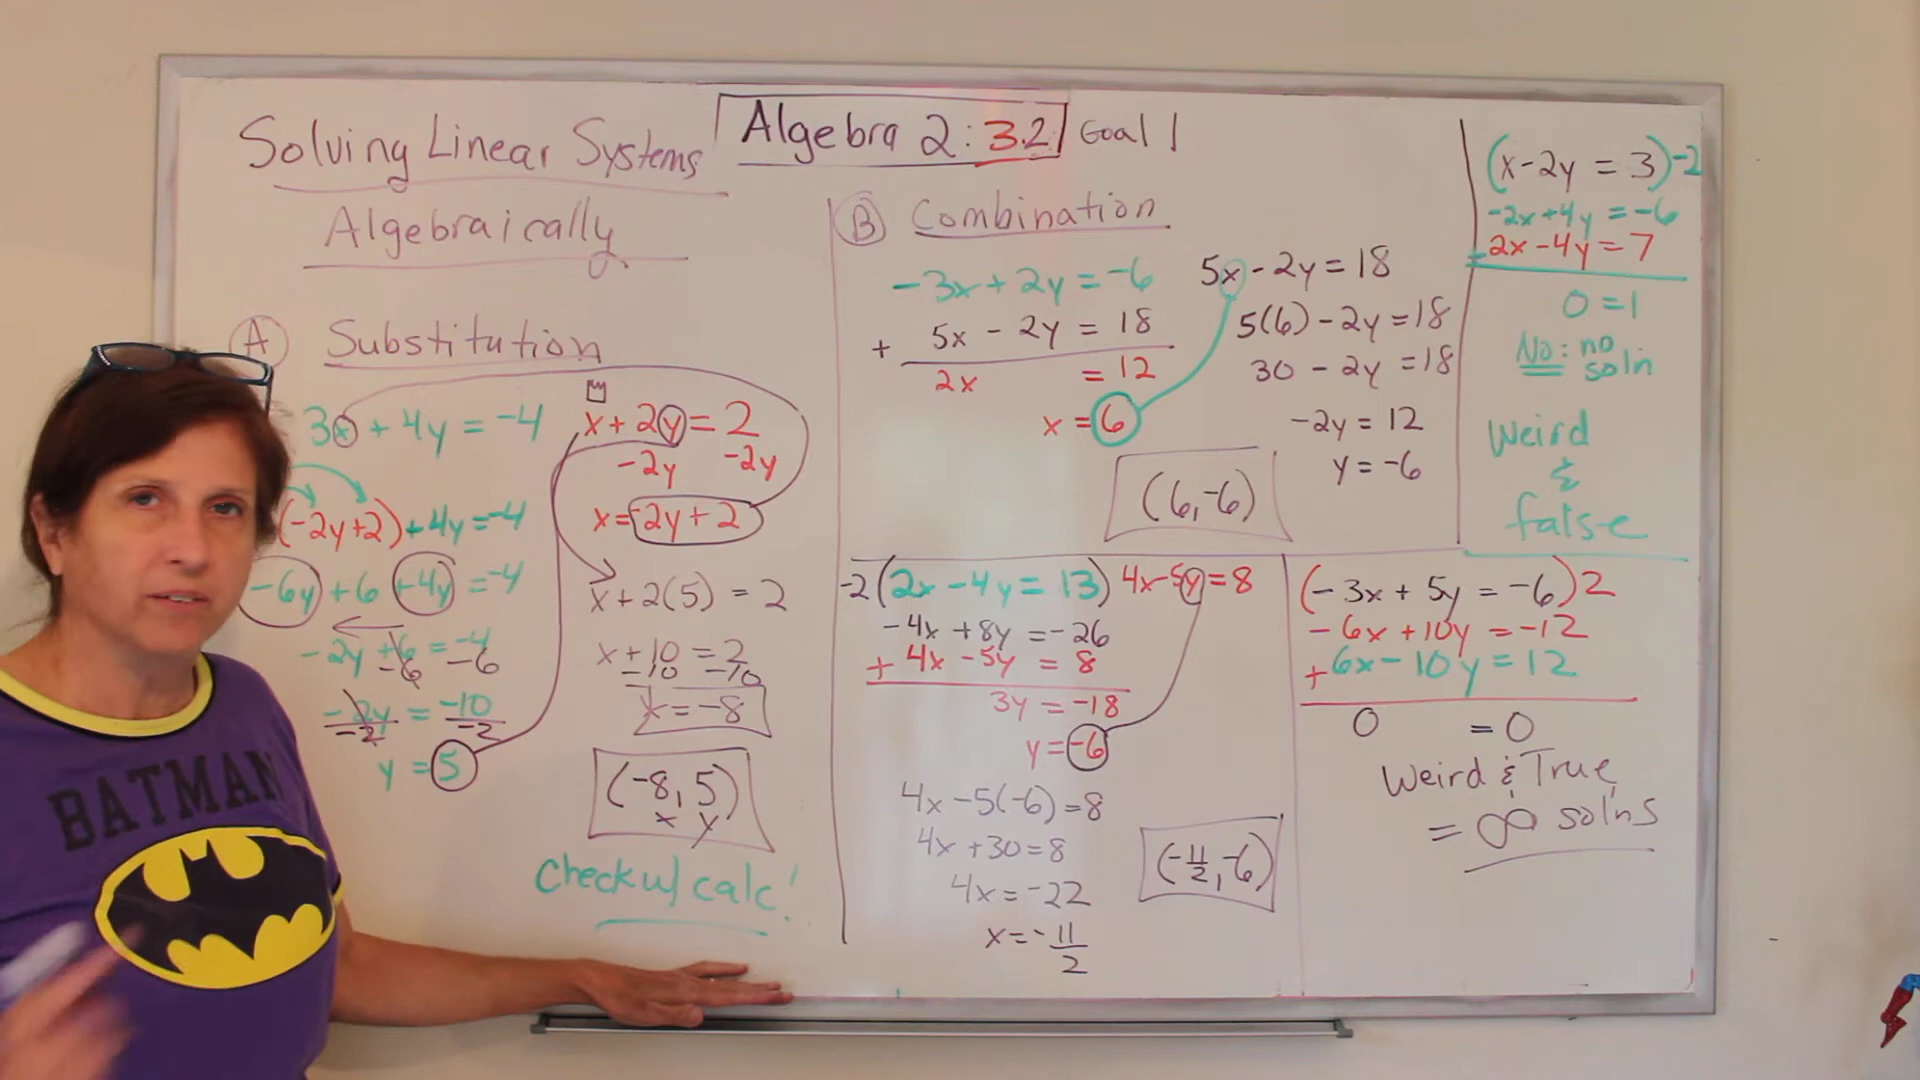 Solving Linear Systems
Algebraically
Algebra 2: 3.2 Goal 1
A Substitution
3x + 4y = -4
(-2y+2) + 4y = -4
-6y + 6 + 4y = -4
-2y + 6 = -4
-6 -6
-2y = -10
-2 -2
y = 5
x + 2y = 2
-2y -2y
x = -2y + 2
x + 2(5) = 2
x + 10 = 2
-10 -10
x = -8
(-8, 5)
x y
Check w/ calc!
B Combination
-3x + 2y = -6
+ 5x - 2y = 18
2x = 12
x = 6
5x - 2y = 18
5(6) - 2y = 18
30 - 2y = 18
-2y = 12
y = -6
(6, -6)
-2(2x - 4y = 13) 4x - 5y = 8
-4x + 8y = -26
+ 4x - 5y = 8
3y = -18
y = -6
4x - 5(-6) = 8
4x + 30 = 8
4x = -22
x = -11/2
(-11/2, -6)
(x - 2y = 3) -2
-2x + 4y = -6
2x - 4y = 7
0 = 1
No: no soln
Weird
&
false
(-3x + 5y = -6) 2
-6x + 10y = -12
+ 6x - 10y = 12
0 = 0
Weird & True
= ∞ sol'ns
BATMAN